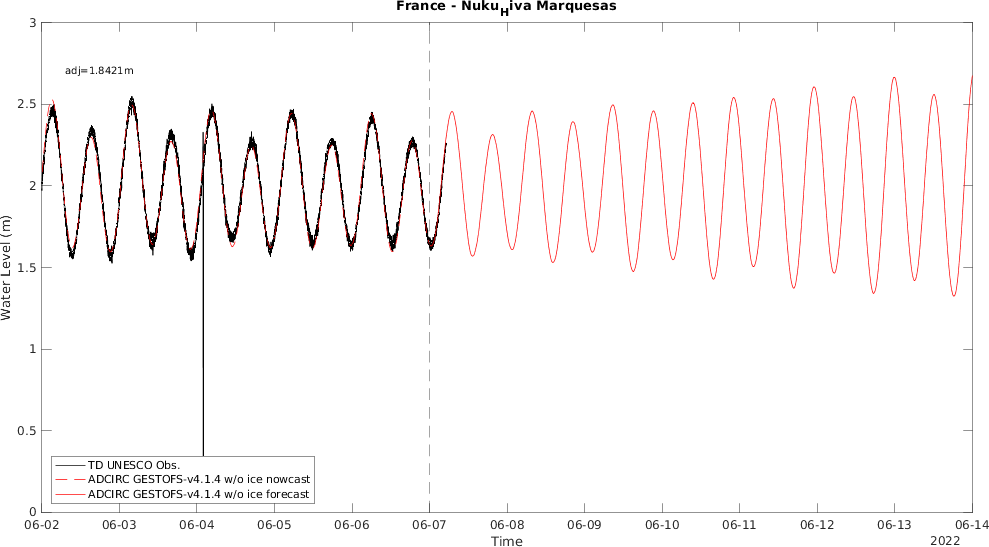 France - Nuku Hiva Marquesas
3
adj=1.8421m
2.5
2
1.5
1
0.5
0
Water Level (m)
TD UNESCO Obs.
ADCIRC GESTOFS-v4.1.4 w/o ice nowcast
ADCIRC GESTOFS-v4.1.4 w/o ice forecast
06-02 06-03 06-04 06-05 06-06 06-07 06-08 06-09 06-10 06-11 06-12 06-13 06-14
Time
2022